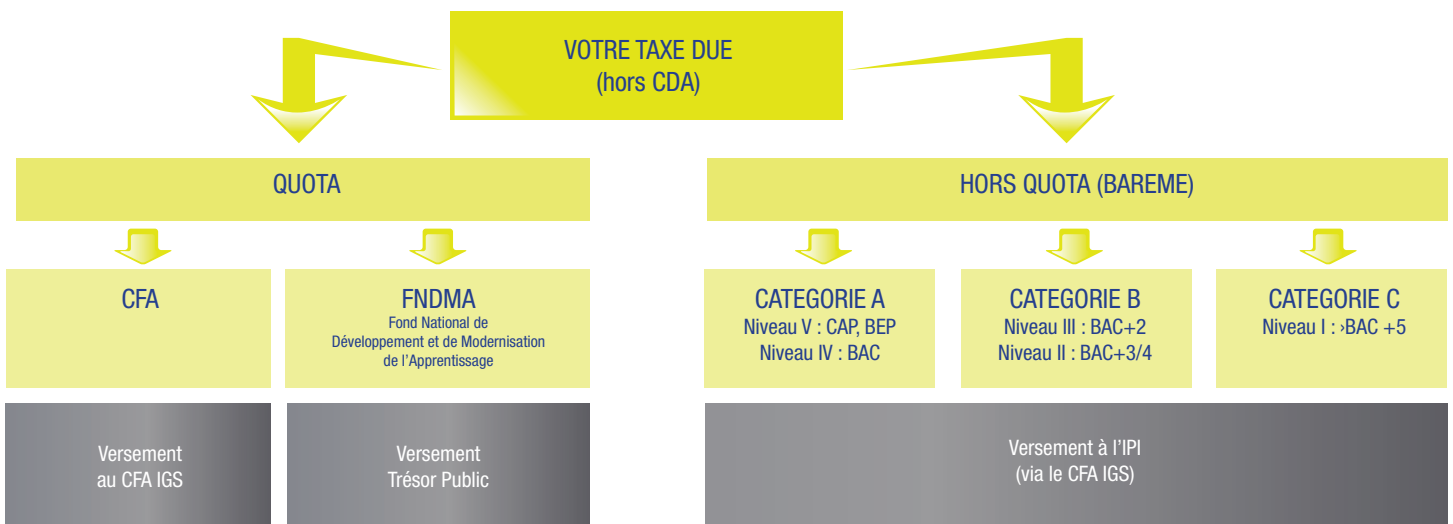 VOTRE TAXE DUE
(hors CDA)
QUOTA
HORS QUOTA (BAREME)
CFA
FNDMA
Fond National de
Développement et de Modernisation
de l'Apprentissage
CATEGORIE A
Niveau V : CAP, BEP
Niveau IV : BAC
CATEGORIE B
Niveau III : BAC+2
Niveau II : BAC+3/4
CATEGORIE C
Niveau I : ›BAC +5
Versement
au CFA IGS
Versement
Trésor Public
Versement à l'IPI
(via le CFA IGS)